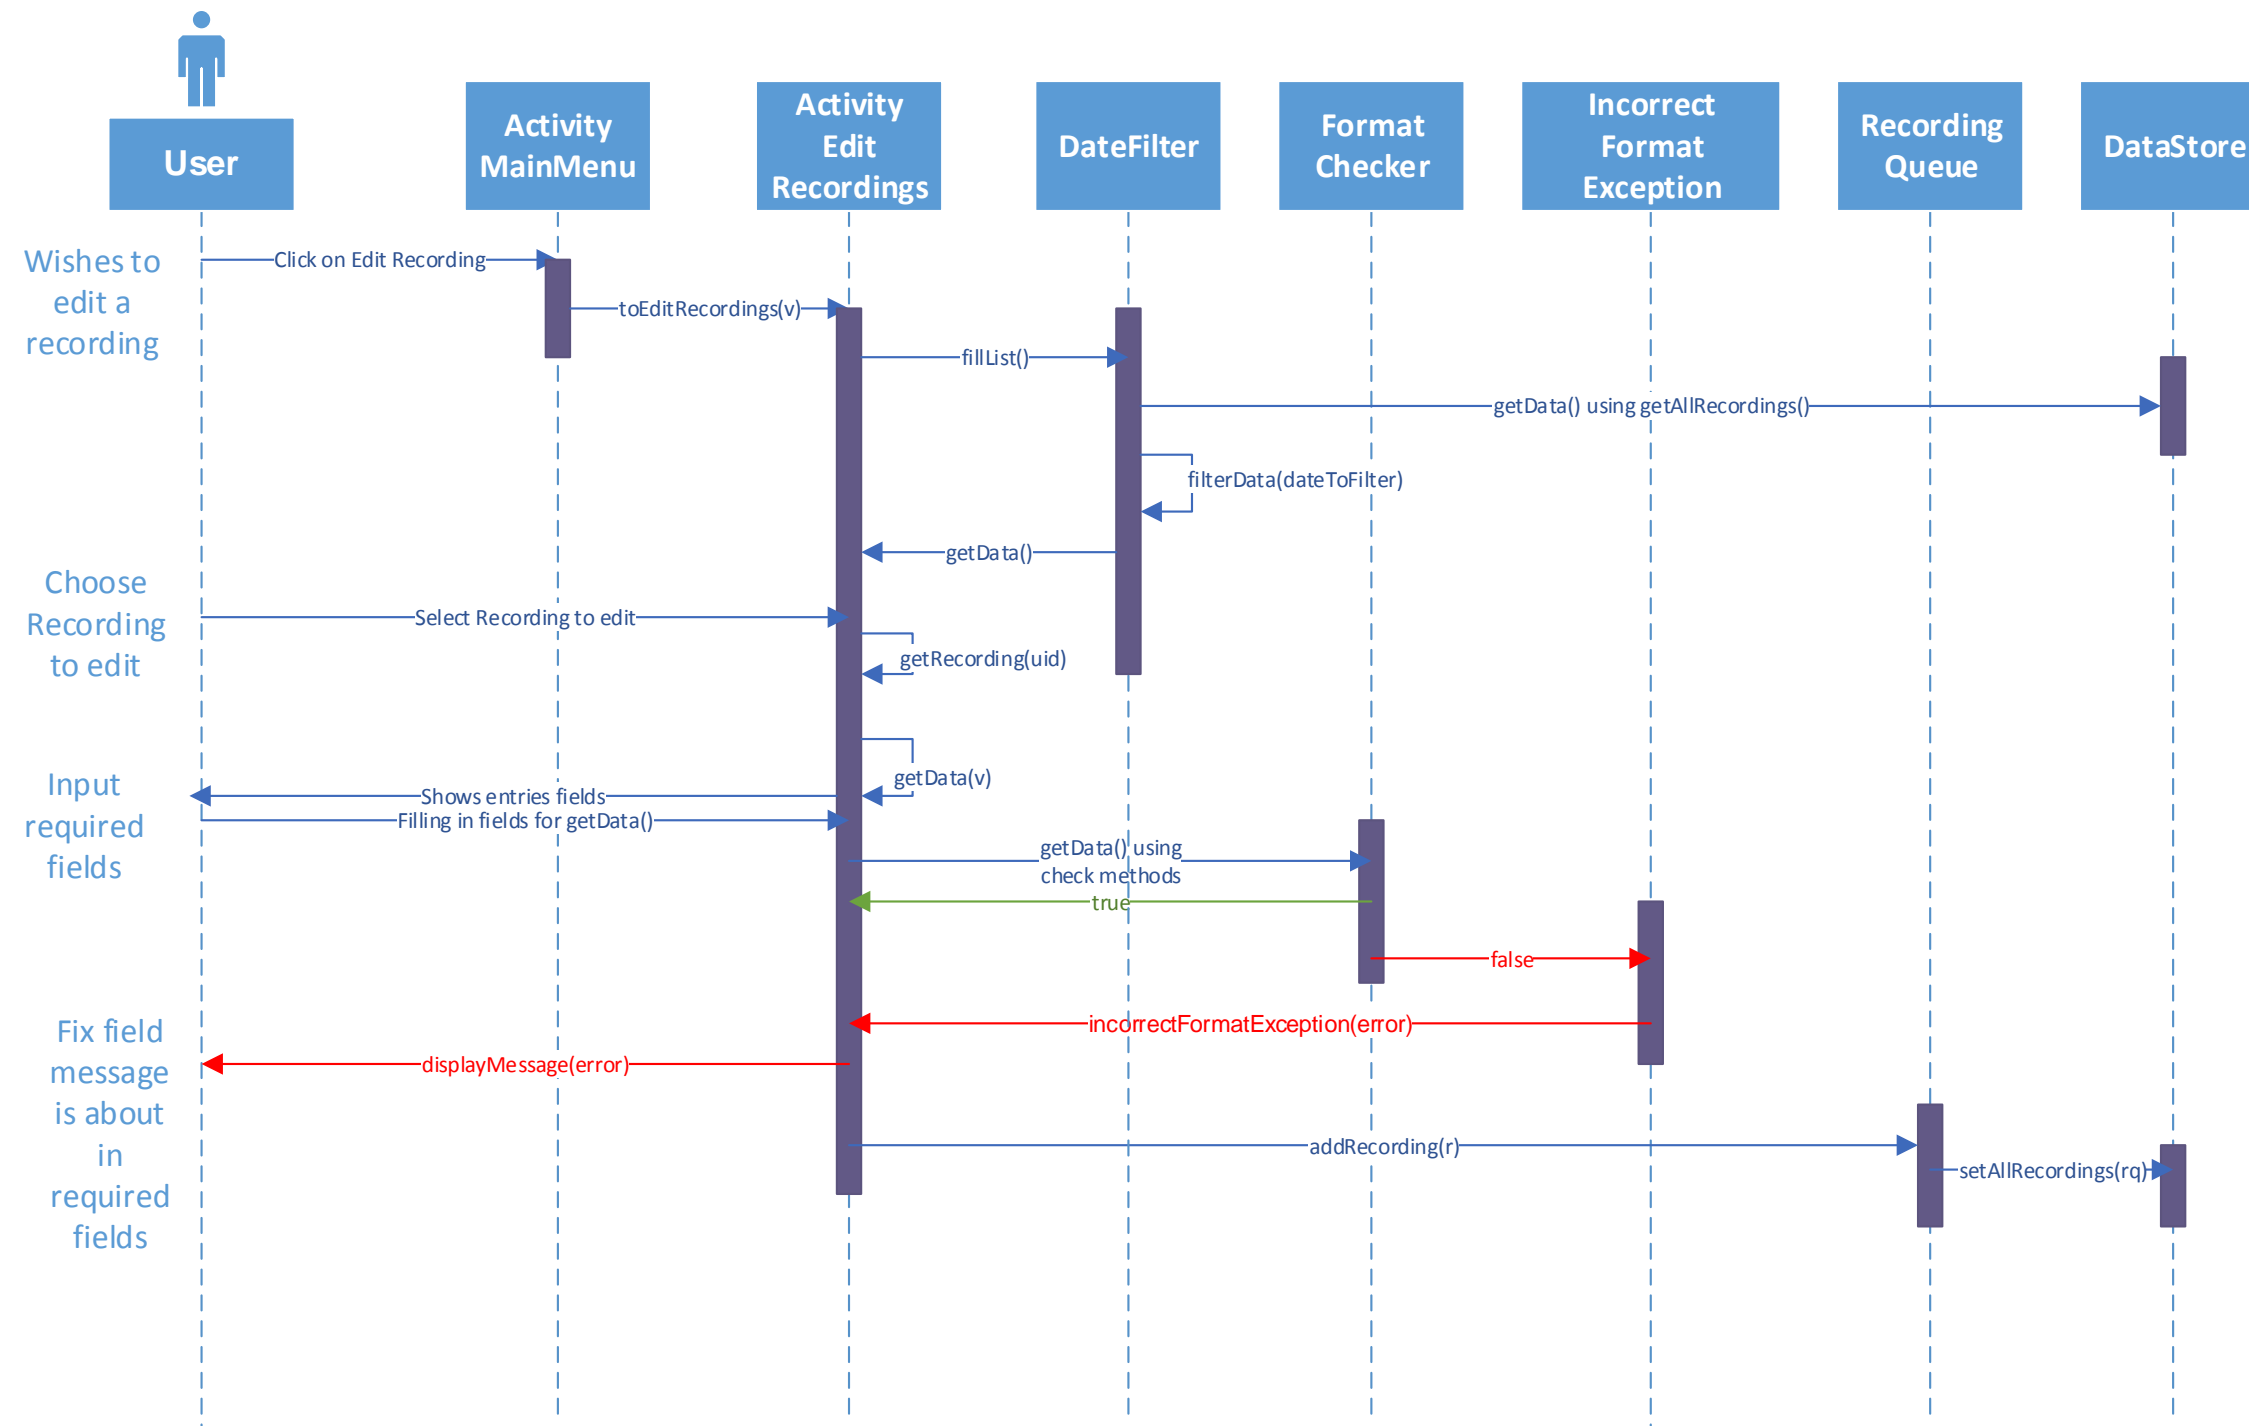 User
Activity
MainMenu
Activity
Edit
Recordings
DateFilter
Format
Checker
Incorrect
Format
Exception
Recording
Queue
DataStore
Wishes to
edit a
recording
Click on Edit Recording
toEditRecordings(v)
fillList()
getData() using getAllRecordings()
filterData(dateToFilter)
getData()
Choose
Recording
to edit
Select Recording to edit
getRecording(uid)
Input
required
fields
getData(v)
Shows entries fields
Filling in fields for getData()
getData() using
check methods
true
false
Fix field
message
is about
in
required
fields
incorrectFormatException(error)
displayMessage(error)
addRecording(r)
setAllRecordings(rq)